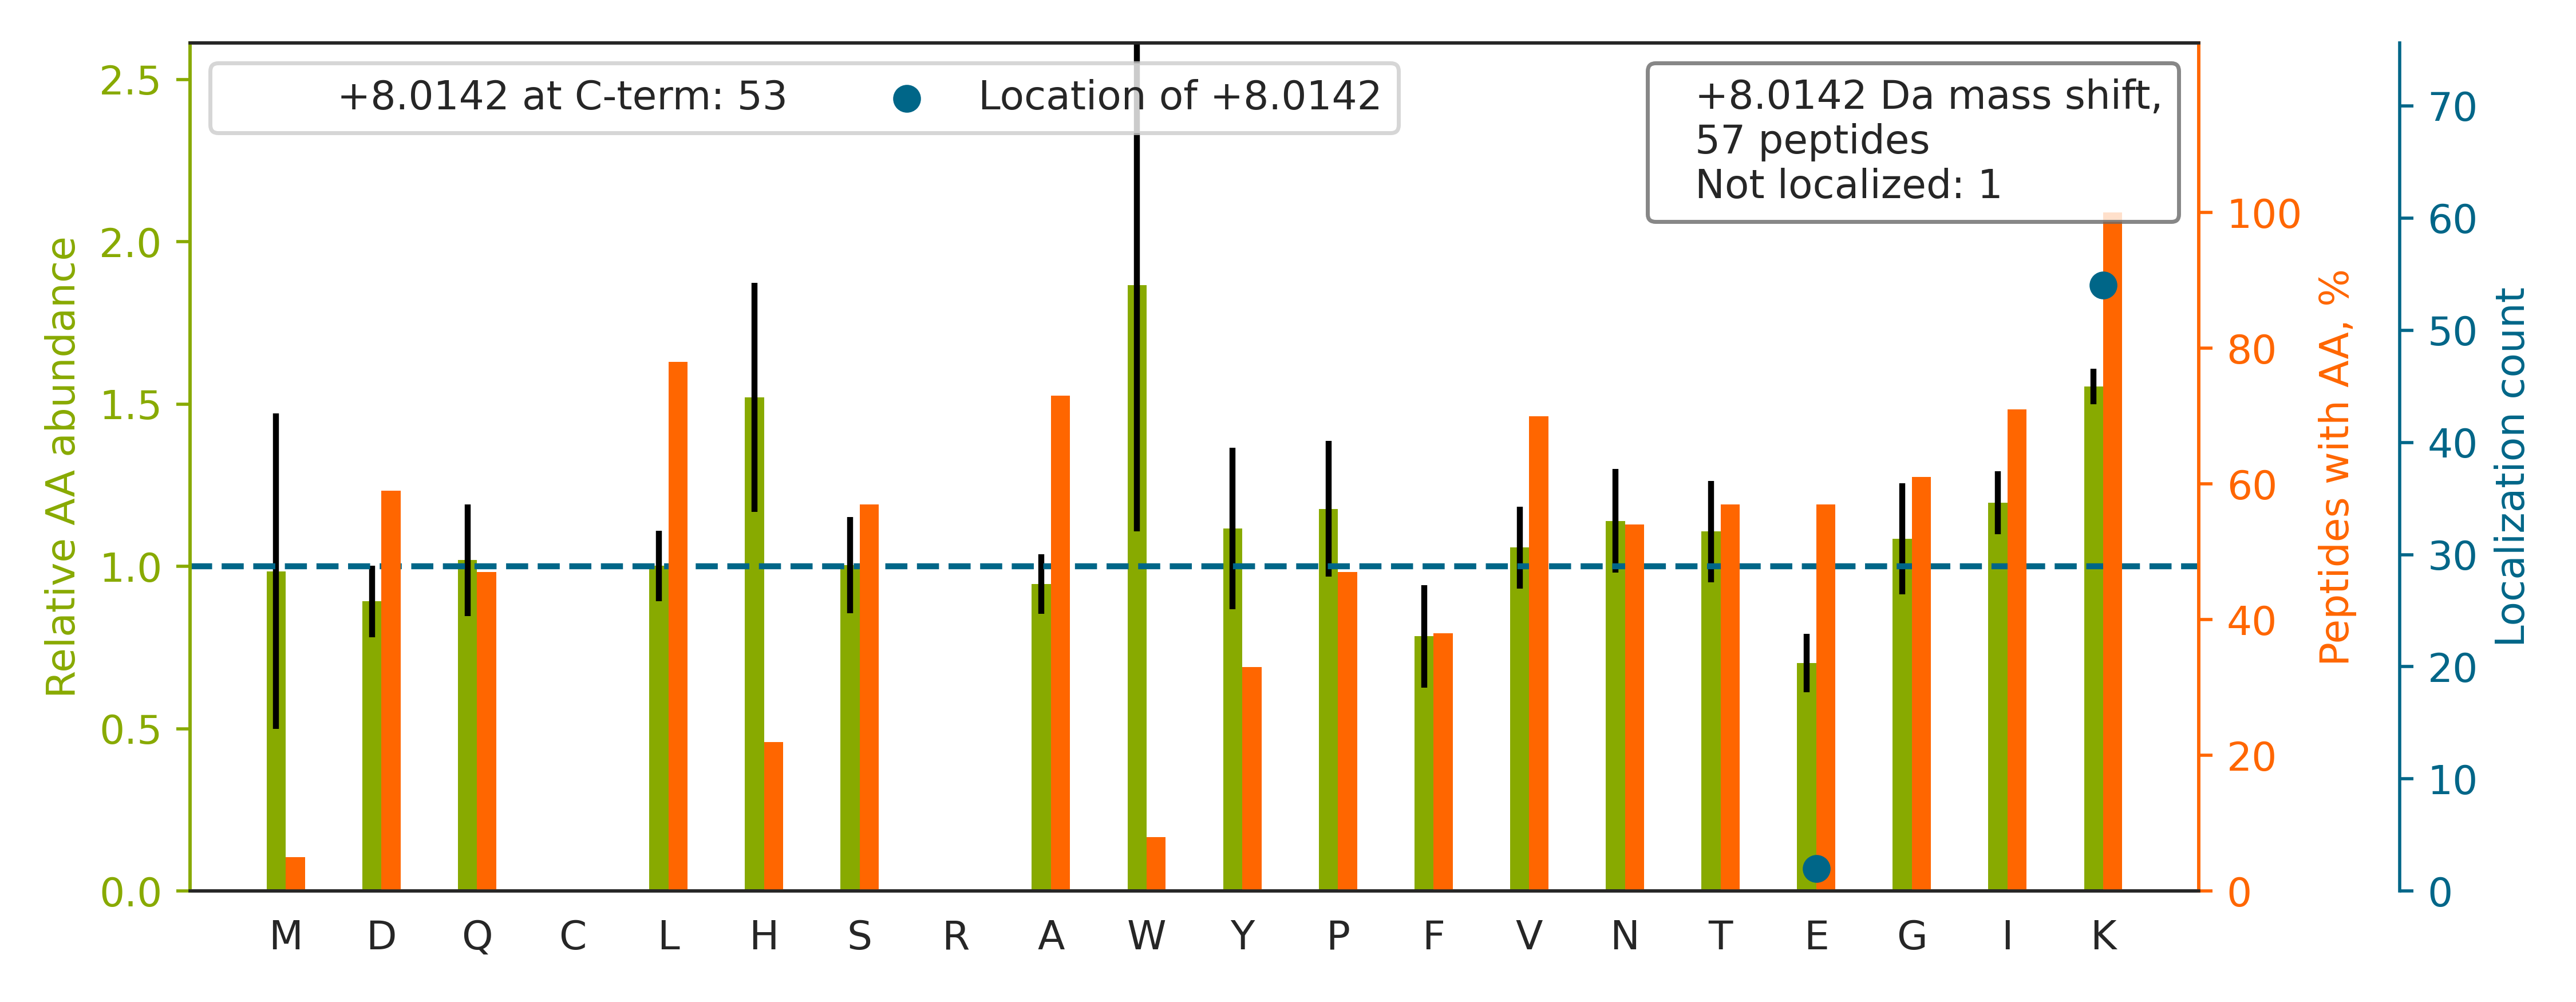 +8.0142 at C-term: 53
Location of +8.0142
+8.0142 Da mass shift,
57 peptides
Not localized: 1
Relative AA abundance
2.5
2.0
1.5
1.0
0.5
0.0
100
80
60
40
20
0
Peptides with AA, %
70
60
50
40
30
20
10
0
Localization count
M D Q C L H S R A W Y P F V N T E G I K